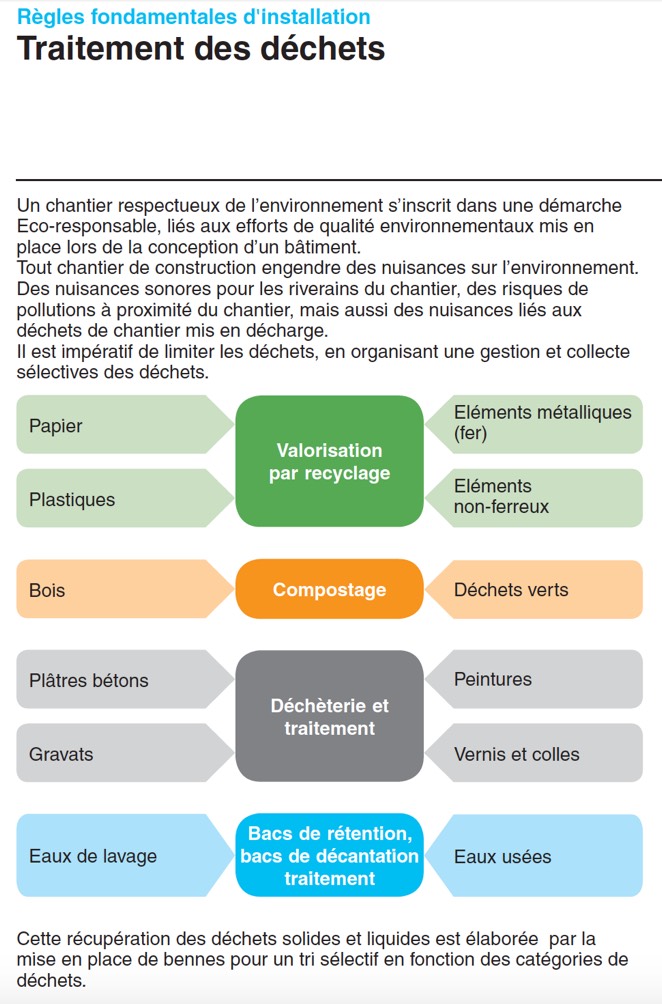 Règles fondamentales d'installation
Traitement des déchets
Un chantier respectueux de l’environnement s’inscrit dans une démarche
Eco-responsable, liés aux efforts de qualité environnementaux mis en
place lors de la conception d’un bâtiment.
Tout chantier de construction engendre des nuisances sur l’environnement.
Des nuisances sonores pour les riverains du chantier, des risques de
pollutions à proximité du chantier, mais aussi des nuisances liés aux
déchets de chantier mis en décharge.
Il est impératif de limiter les déchets, en organisant une gestion et collecte
sélectives des déchets.
Papier
Plastiques
Valorisation
par recyclage
Eléments métalliques
(fer)
Eléments
non-ferreux
Bois
Compostage
Déchets verts
Plâtres bétons
Gravats
Déchèterie et
traitement
Peintures
Vernis et colles
Eaux de lavage
Bacs de rétention,
bacs de décantation
traitement
Eaux usées
Cette récupération des déchets solides et liquides est élaborée  par la
mise en place de bennes pour un tri sélectif en fonction des catégories de
déchets.